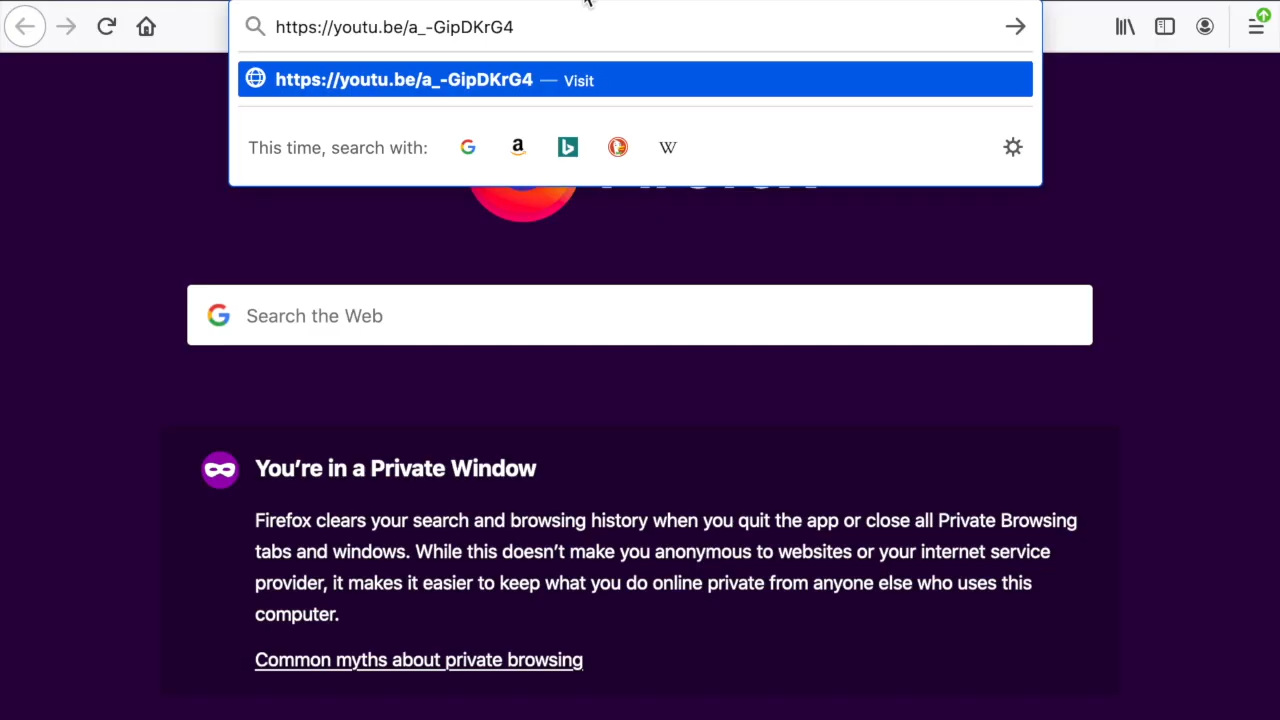 https://youtu.be/a_-GipDKrG4
https://youtu.be/a_-GipDKrG4 — Visit
This time, search with:
Search the Web
You’re in a Private Window
Firefox clears your search and browsing history when you quit the app or close all Private Browsing
tabs and windows. While this doesn’t make you anonymous to websites or your internet service
provider, it makes it easier to keep what you do online private from anyone else who uses this
computer.
Common myths about private browsing